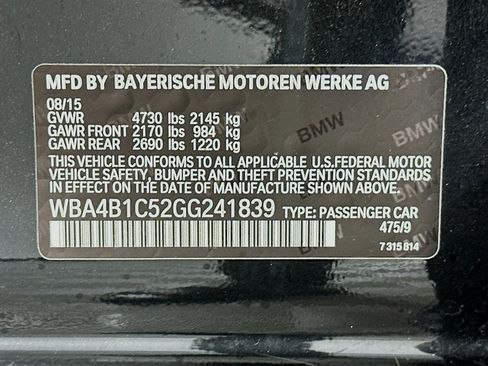 MFD BY BAYERISCHE MOTOREN WERKE AG
08/15
GVWR 4730 lbs 2145 kg
GAWR FRONT 2170 lbs 984 kg
GAWR REAR 2690 lbs 1220 kg
THIS VEHICLE CONFORMS TO ALL APPLICABLE U.S.FEDERAL MOTOR
VEHICLE SAFETY, BUMPER AND THEFT PREVENTION STANDARDS
IN EFFECT ON THE DATE OF MANUFACTURE SHOWN ABOVE.
WBA4B1C52GG241839 TYPE: PASSENGER CAR
475/9
7 315 814
BMW
BMW
BMW